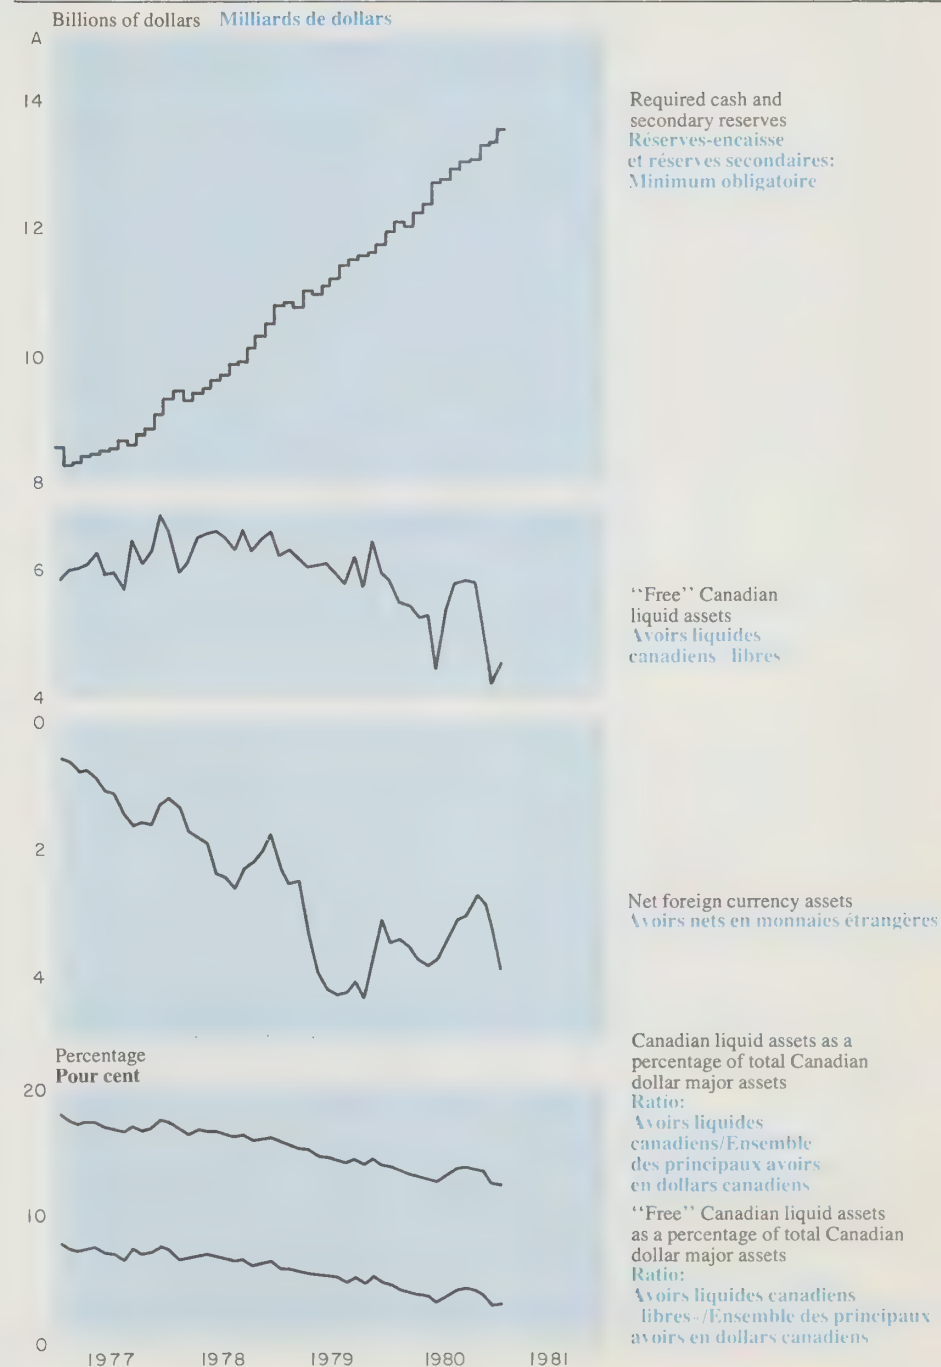 Billions of dollars Milliards de dollars
A
14
12
10
8
Required cash and
secondary reserves
Réserves-encaisse
et réserves secondaires:
Minimum obligatoire
6
4
"Free" Canadian
liquid assets
Avoirs liquides
canadiens libres
0
2
4
Net foreign currency assets
Avoirs nets en monnaies étrangères
Percentage
Pour cent
20
10
0
Canadian liquid assets as a
percentage of total Canadian
dollar major assets
Ratio:
Avoirs liquides
canadiens/Ensemble
des principaux avoirs
en dollars canadiens
"Free" Canadian liquid assets
as a percentage of total Canadian
dollar major assets
Ratio:
Avoirs liquides canadiens
libres /Ensemble des principaux
avoirs en dollars canadiens
1977 1978 1979 1980 1981